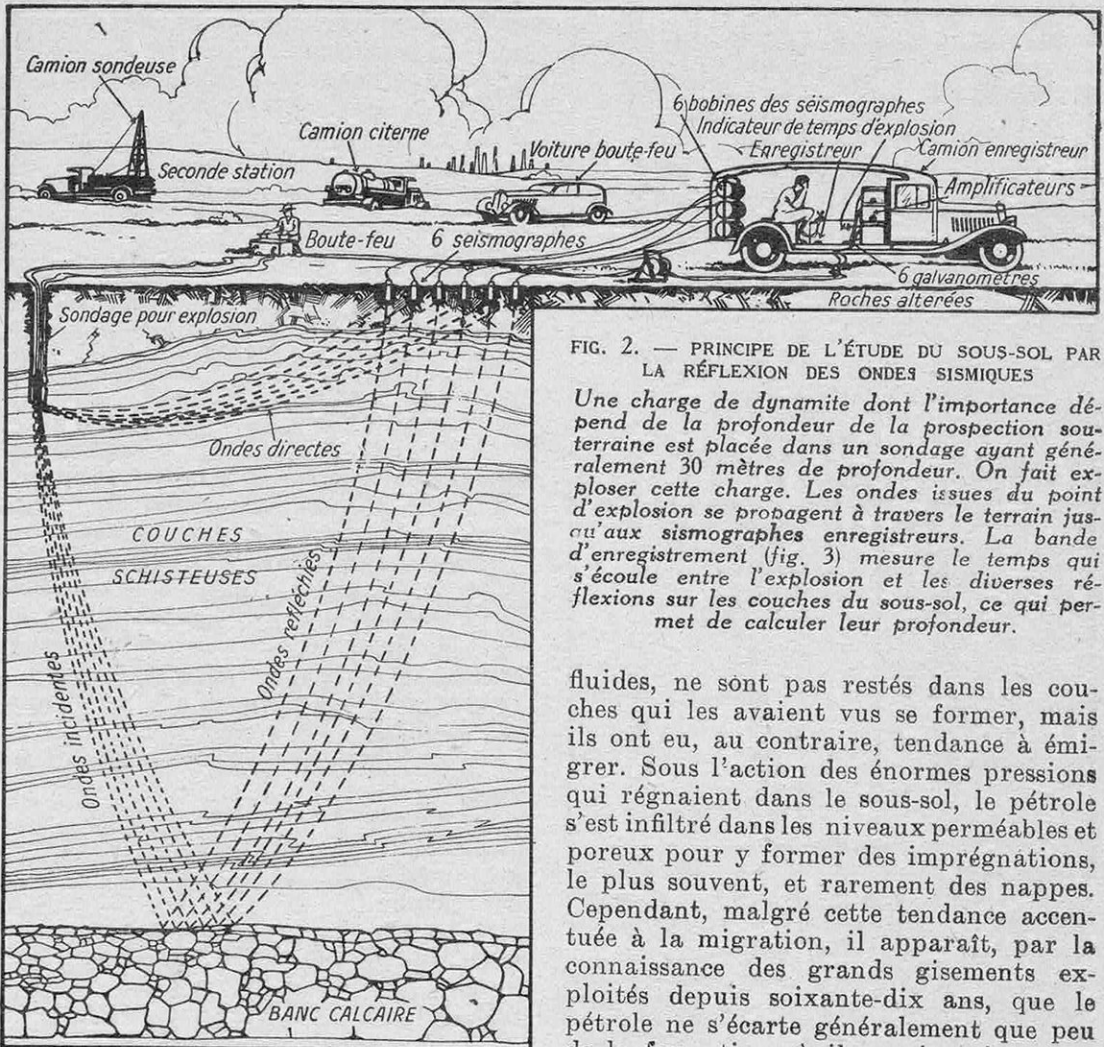 Camion sondeuse
Seconde station
Camion citerne
Voiture boute-feu
6 bobines des séismographes
Indicateur de temps d'explosion
Enregistreur
Camion enregistreur
Amplificateurs
Boute-feu
6 seismographes
6 galvanomètres
Roches alterées
Sondage pour explosion
Ondes directes
COUCHES
SCHISTEUSES
Ondes incidentes
Ondes réfléchies
BANC CALCAIRE
FIG. 2. — PRINCIPE DE L'ÉTUDE DU SOUS-SOL PAR
LA RÉFLEXION DES ONDES SISMIQUES
Une charge de dynamite dont l'importance dé-
pend de la profondeur de la prospection sou-
terraine est placée dans un sondage ayant géné-
ralement 30 mètres de profondeur. On fait ex-
ploser cette charge. Les ondes issues du point
d'explosion se propagent à travers le terrain jus-
qu'aux sismographes enregistreurs. La bande
d'enregistrement (fig. 3) mesure le temps qui
s'écoule entre l'explosion et les diverses ré-
flexions sur les couches du sous-sol, ce qui per-
met de calculer leur profondeur.
fluides, ne sont pas restés dans les cou-
ches qui les avaient vus se former, mais
ils ont eu, au contraire, tendance à émi-
grer. Sous l'action des énormes pressions
qui régnaient dans le sous-sol, le pétrole
s'est infiltré dans les niveaux perméables et
poreux pour y former des imprégnations,
le plus souvent, et rarement des nappes.
Cependant, malgré cette tendance accen-
tuée à la migration, il apparaît, par la
connaissance des grands gisements ex-
ploités depuis soixante-dix ans, que le
pétrole ne s'écarte généralement que peu